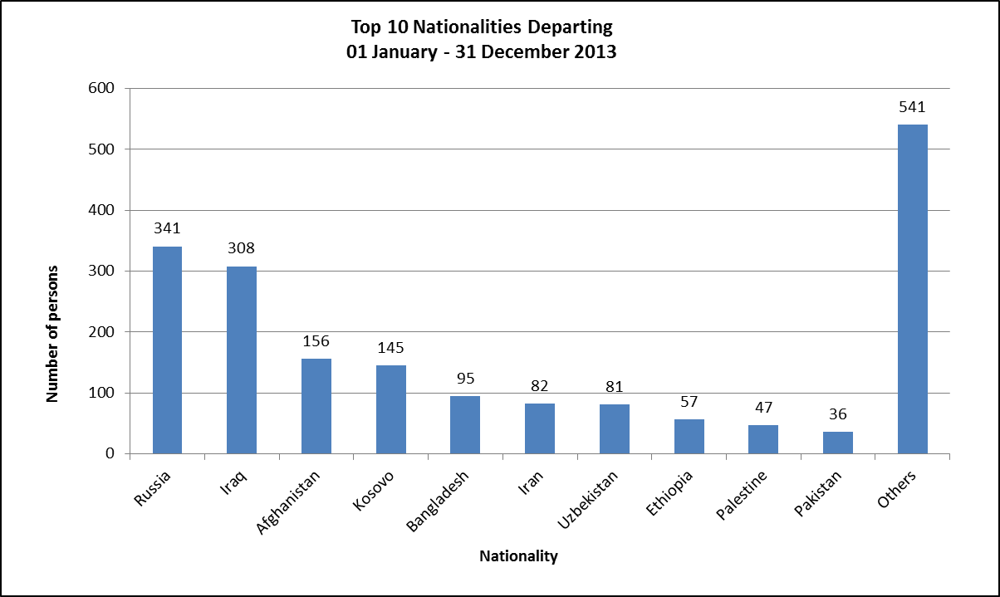 Top 10 Nationalities Departing
01 January - 31 December 2013
600
500
400
300
200
100
0
Number of persons
341
308
156
145
95
82
81
57
47
36
541
Russia
Iraq
Afghanistan
Kosovo
Bangladesh
Iran
Uzbekistan
Ethiopia
Palestine
Pakistan
Others
Nationality